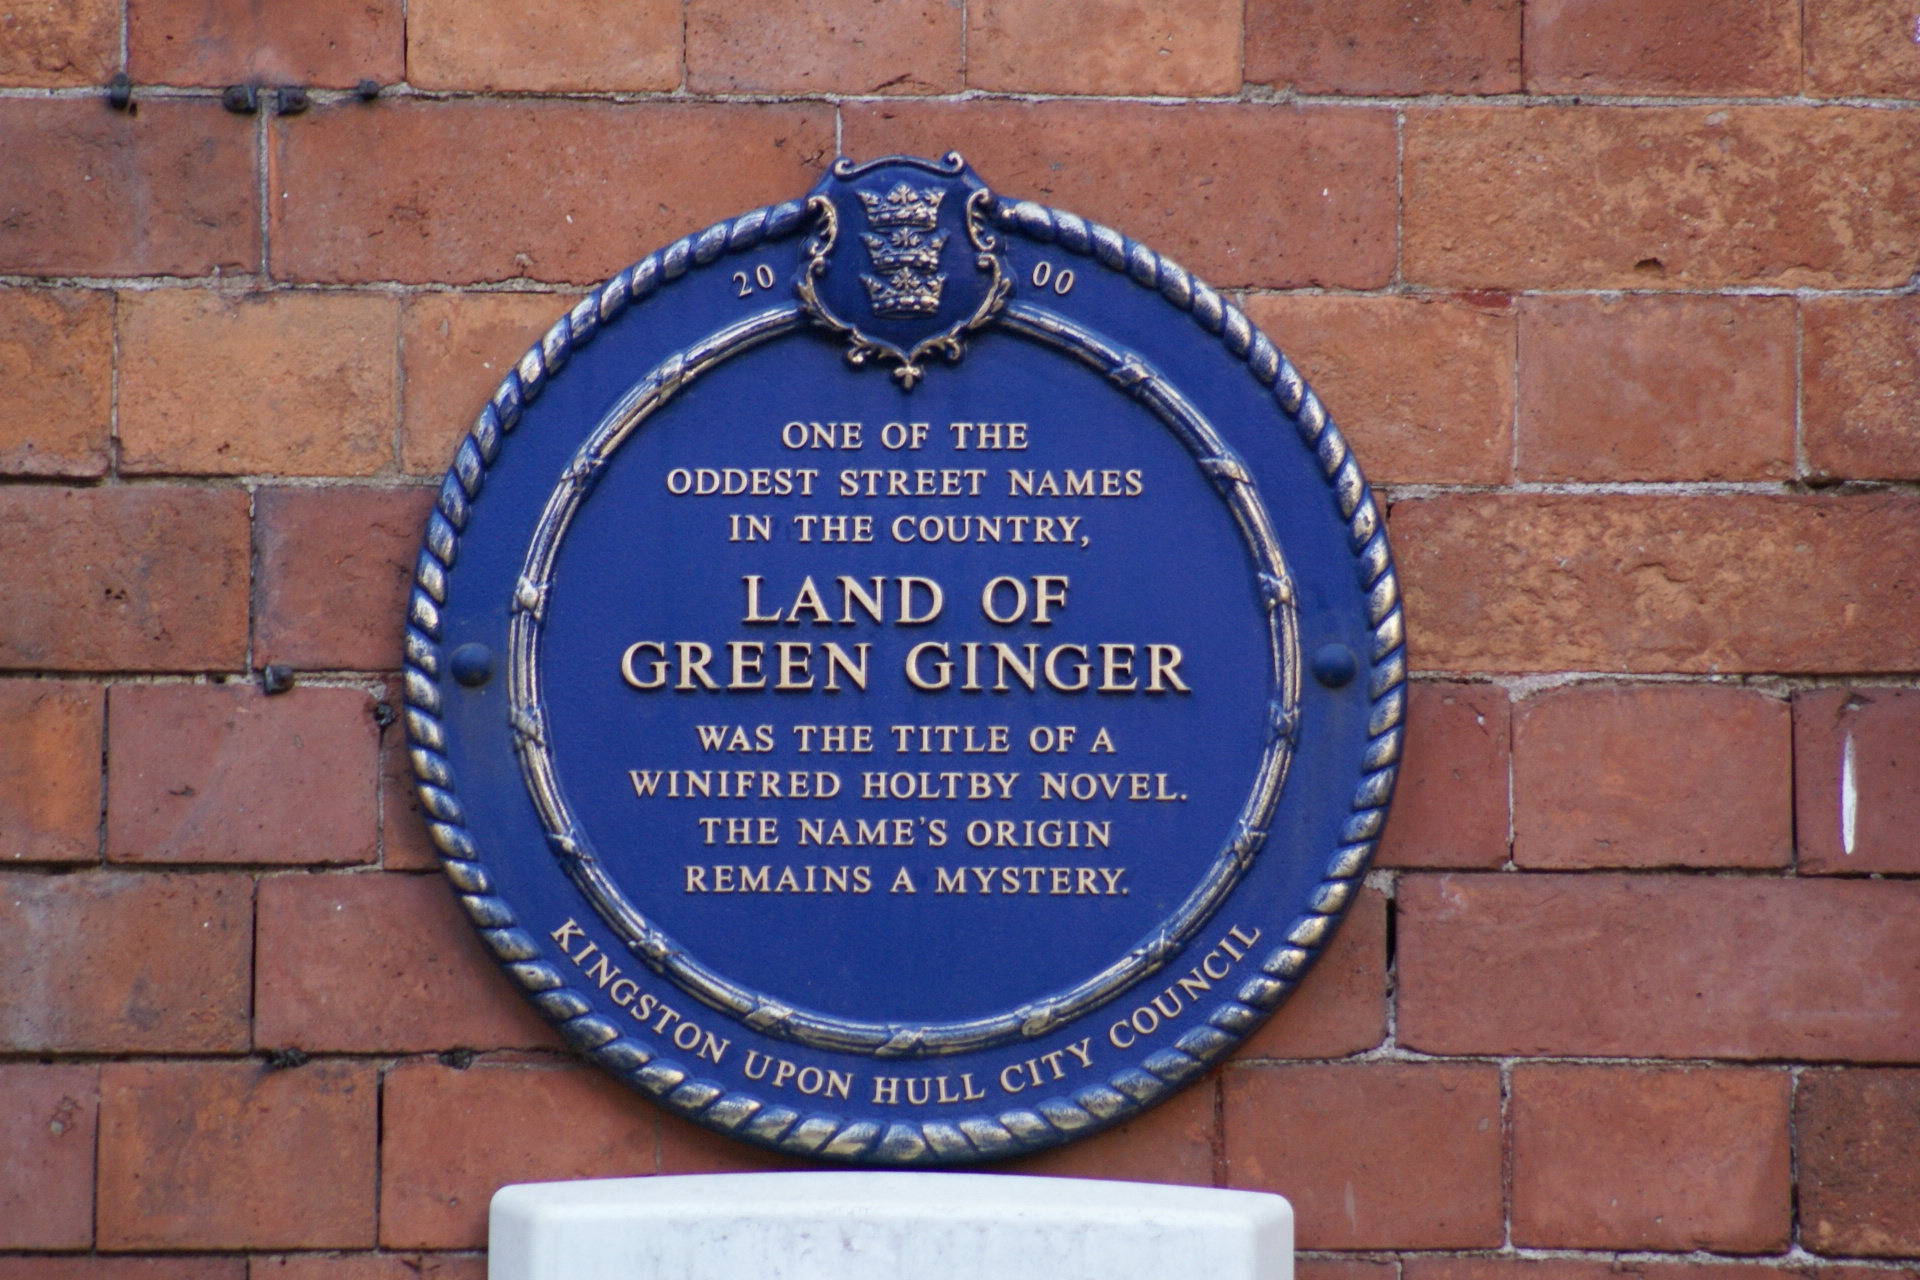 20 00
ONE OF THE
ODDEST STREET NAMES
IN THE COUNTRY,
LAND OF
GREEN GINGER
WAS THE TITLE OF A
WINIFRED HOLTBY NOVEL.
THE NAME'S ORIGIN
REMAINS A MYSTERY.
KINGSTON UPON HULL CITY COUNCIL